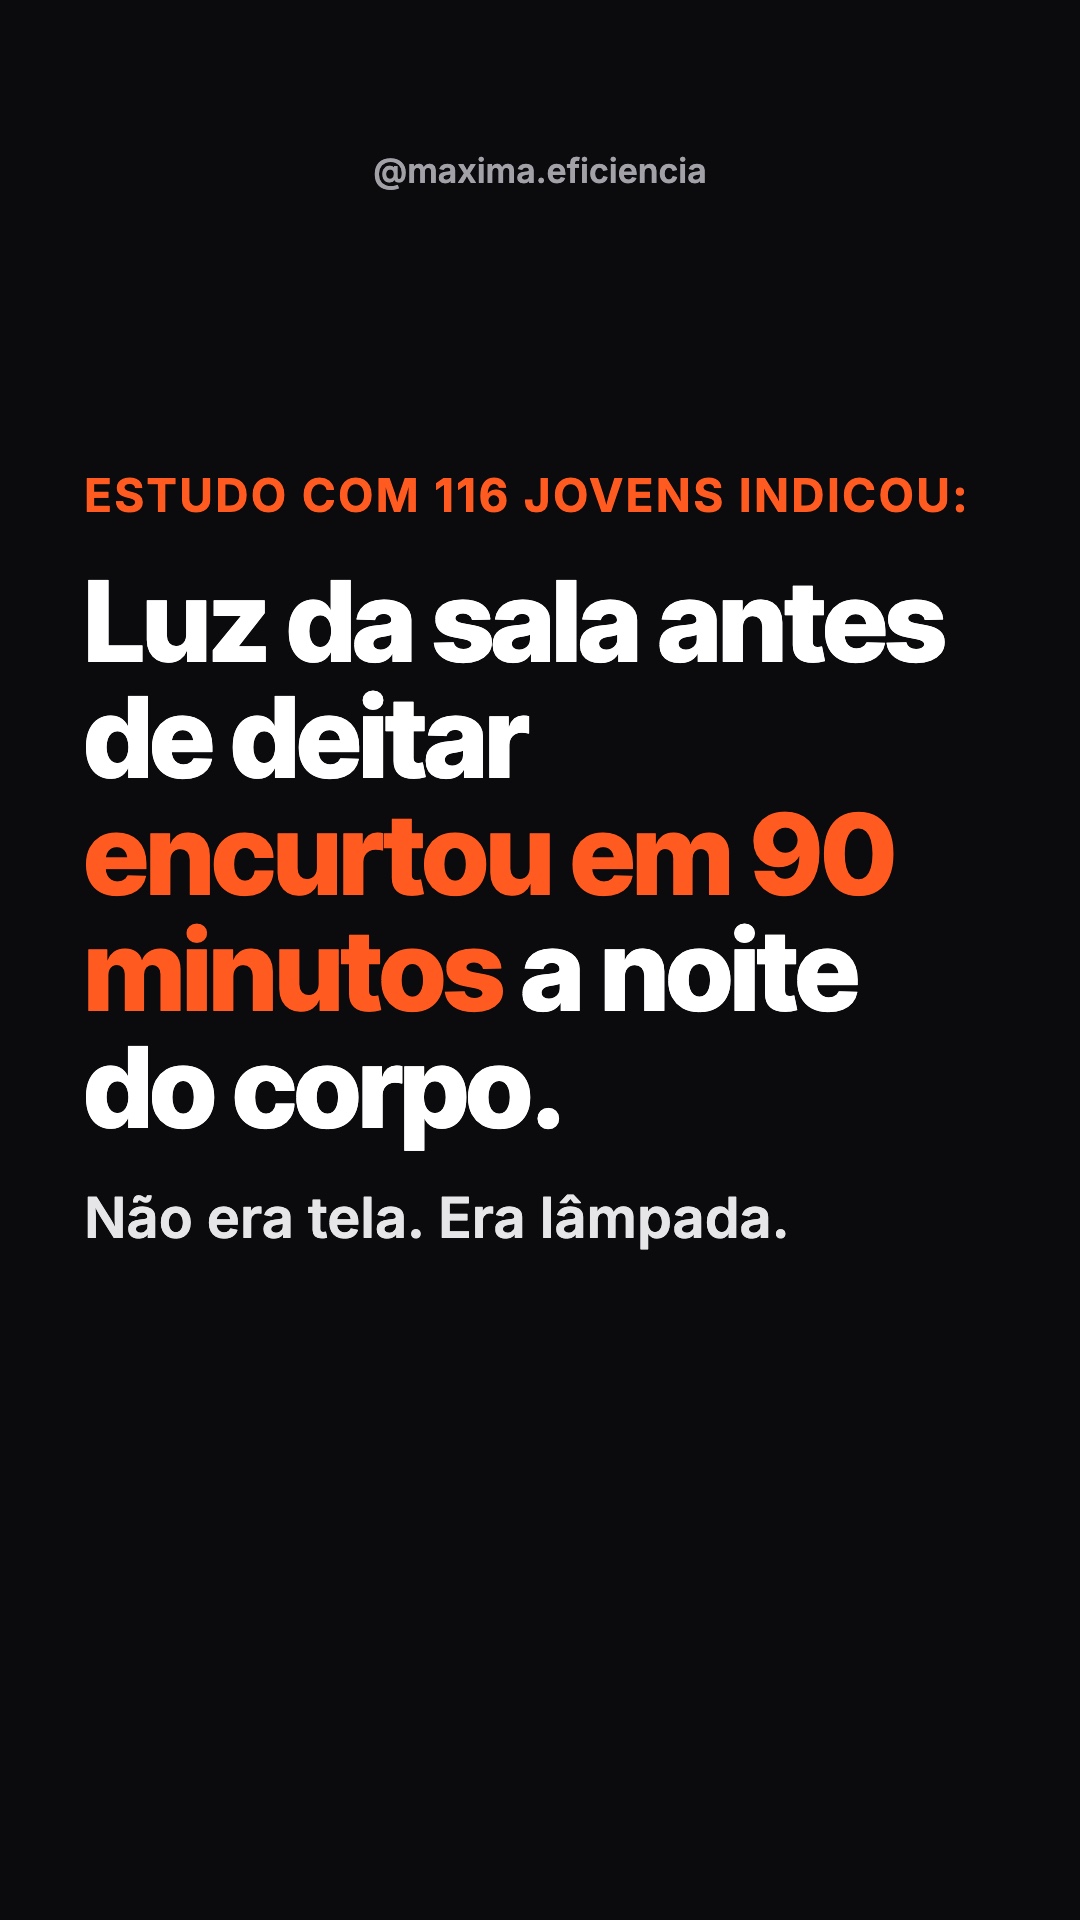 @maxima.eficiencia
ESTUDO COM 116 JOVENS INDICOU:
Luz da sala antes
de deitar
encurtou em 90
minutos a noite
do corpo.
Não era tela. Era lâmpada.